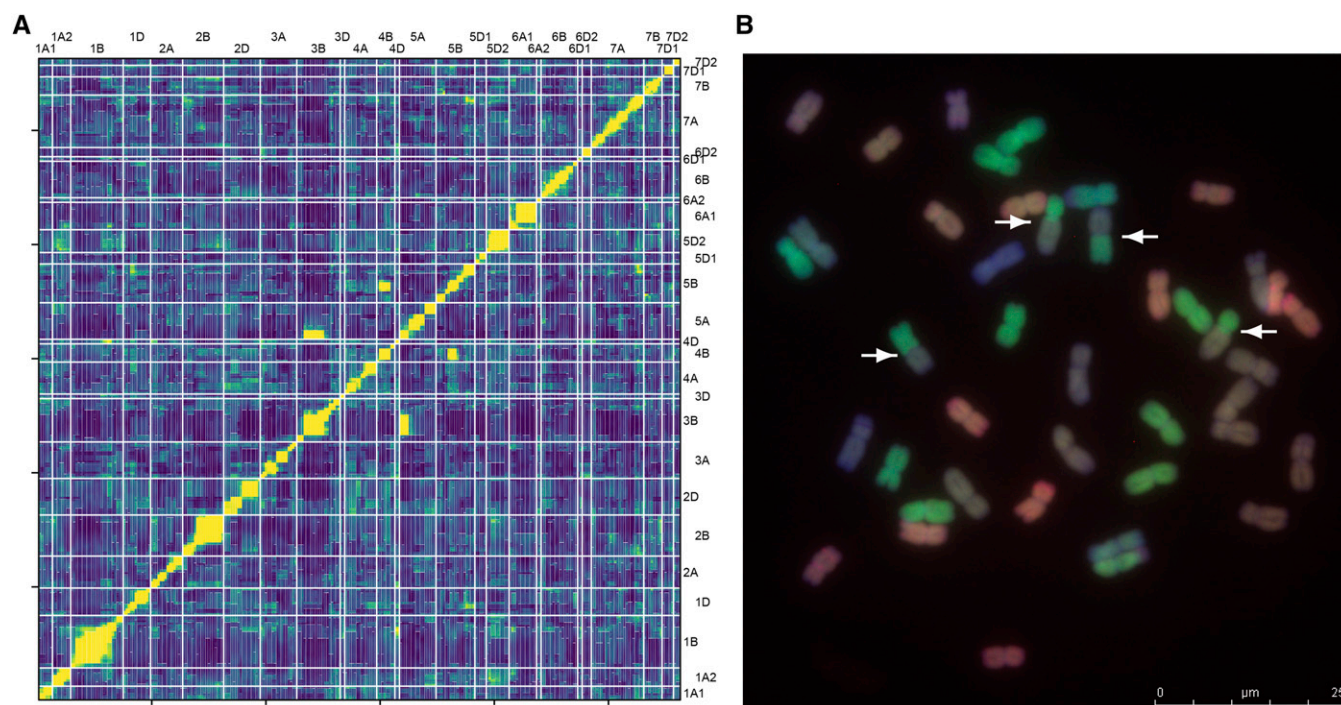 A
1A2 1D 2B 3A 3D 4B 5A 5D1 6A1 6B 6D2 7B 7D2
1A1 1B 2A 2D 3B 4A 4D 5B 5D2 6A2 6D1 7A 7D1
7D2
7D1
7B
7A
6D2
6D1
6B
6A2
6A1
5D2
5D1
5B
5A
4D
4B
4A
3D
3B
3A
2D
2B
2A
1D
1B
1A2
1A1
B
0 µm 25